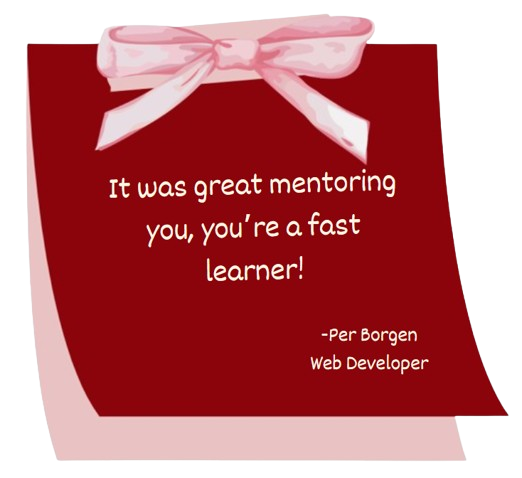 It was great mentoring
you, you're a fast
learner!
-Per Borgen
Web Developer